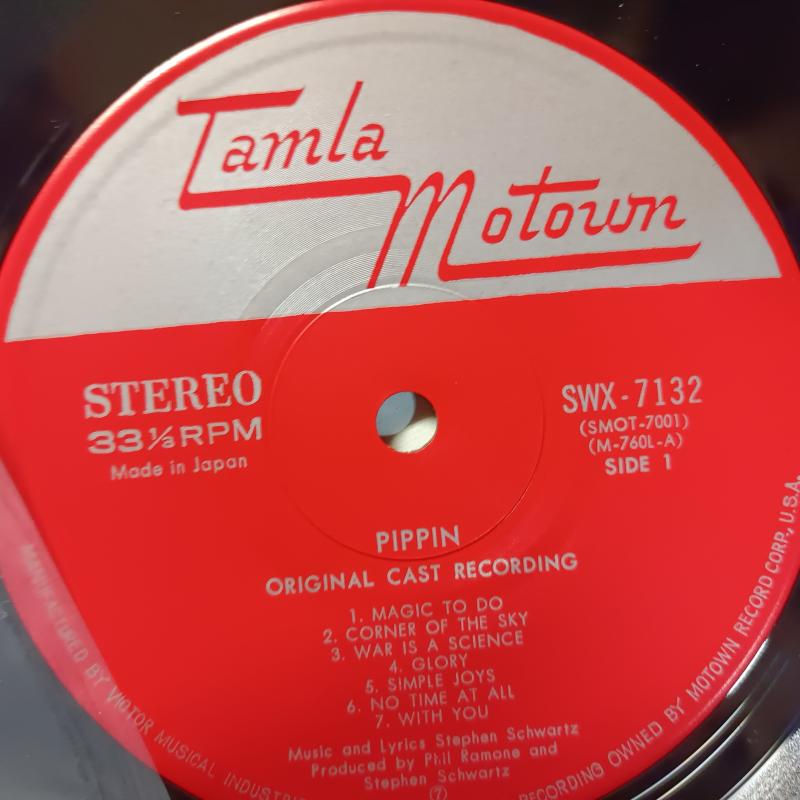 Tamla
Motown
STEREO
33⅓RPM
Made in Japan
SWX-7132
(SMOT-7001)
(M-760L-A)
SIDE 1
PIPPIN
ORIGINAL CAST RECORDING
1. MAGIC TO DO
2. CORNER OF THE SKY
3. WAR IS A SCIENCE
4. GLORY
5. SIMPLE JOYS
6. NO TIME AT ALL
7. WITH YOU
Music and Lyrics Stephen Schwartz
Produced by Phil Ramone and
Stephen Schwartz
⑦
MANUFACTURED BY VICTOR MUSICAL
RECORDING OWNED BY MOTOWN RECORD CORP., U.S.A.